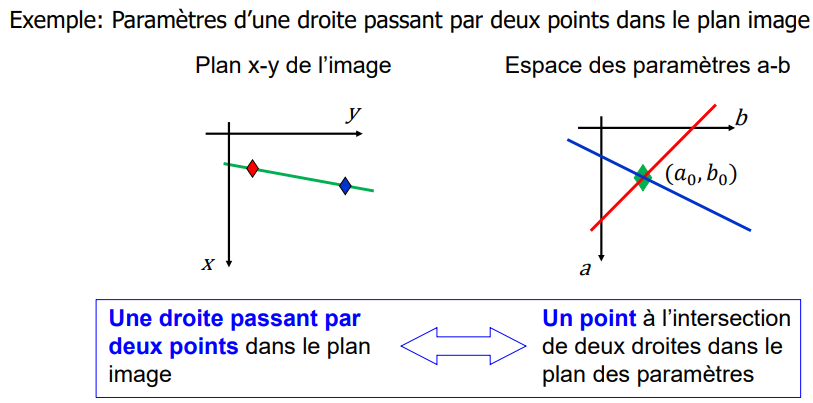 Exemple: Paramètres d’une droite passant par deux points dans le plan image
Plan x-y de l’image
Espace des paramètres a-b
y
x
b
(a₀, b₀)
a
Une droite passant par
deux points dans le plan
image
Un point à l’intersection
de deux droites dans le
plan des paramètres